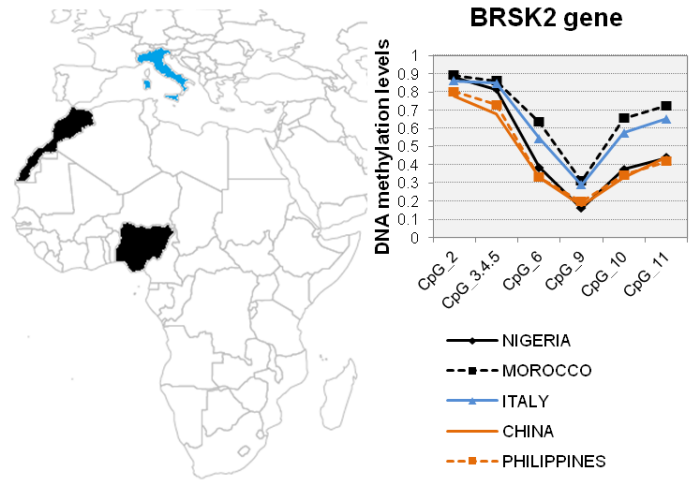 BRSK2 gene
DNA methylation levels
1
0.9
0.8
0.7
0.6
0.5
0.4
0.3
0.2
0.1
0
CpG_2
CpG_3.4.5
CpG_6
CpG_9
CpG_10
CpG_11
NIGERIA
MOROCCO
ITALY
CHINA
PHILIPPINES